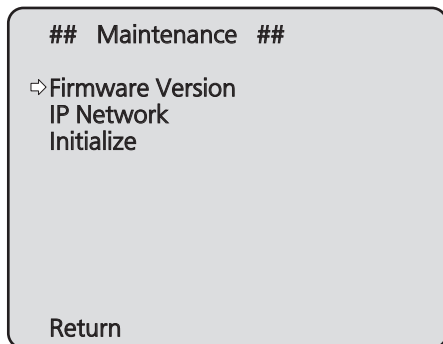 ## Maintenance ##
⇨Firmware Version
IP Network
Initialize
Return